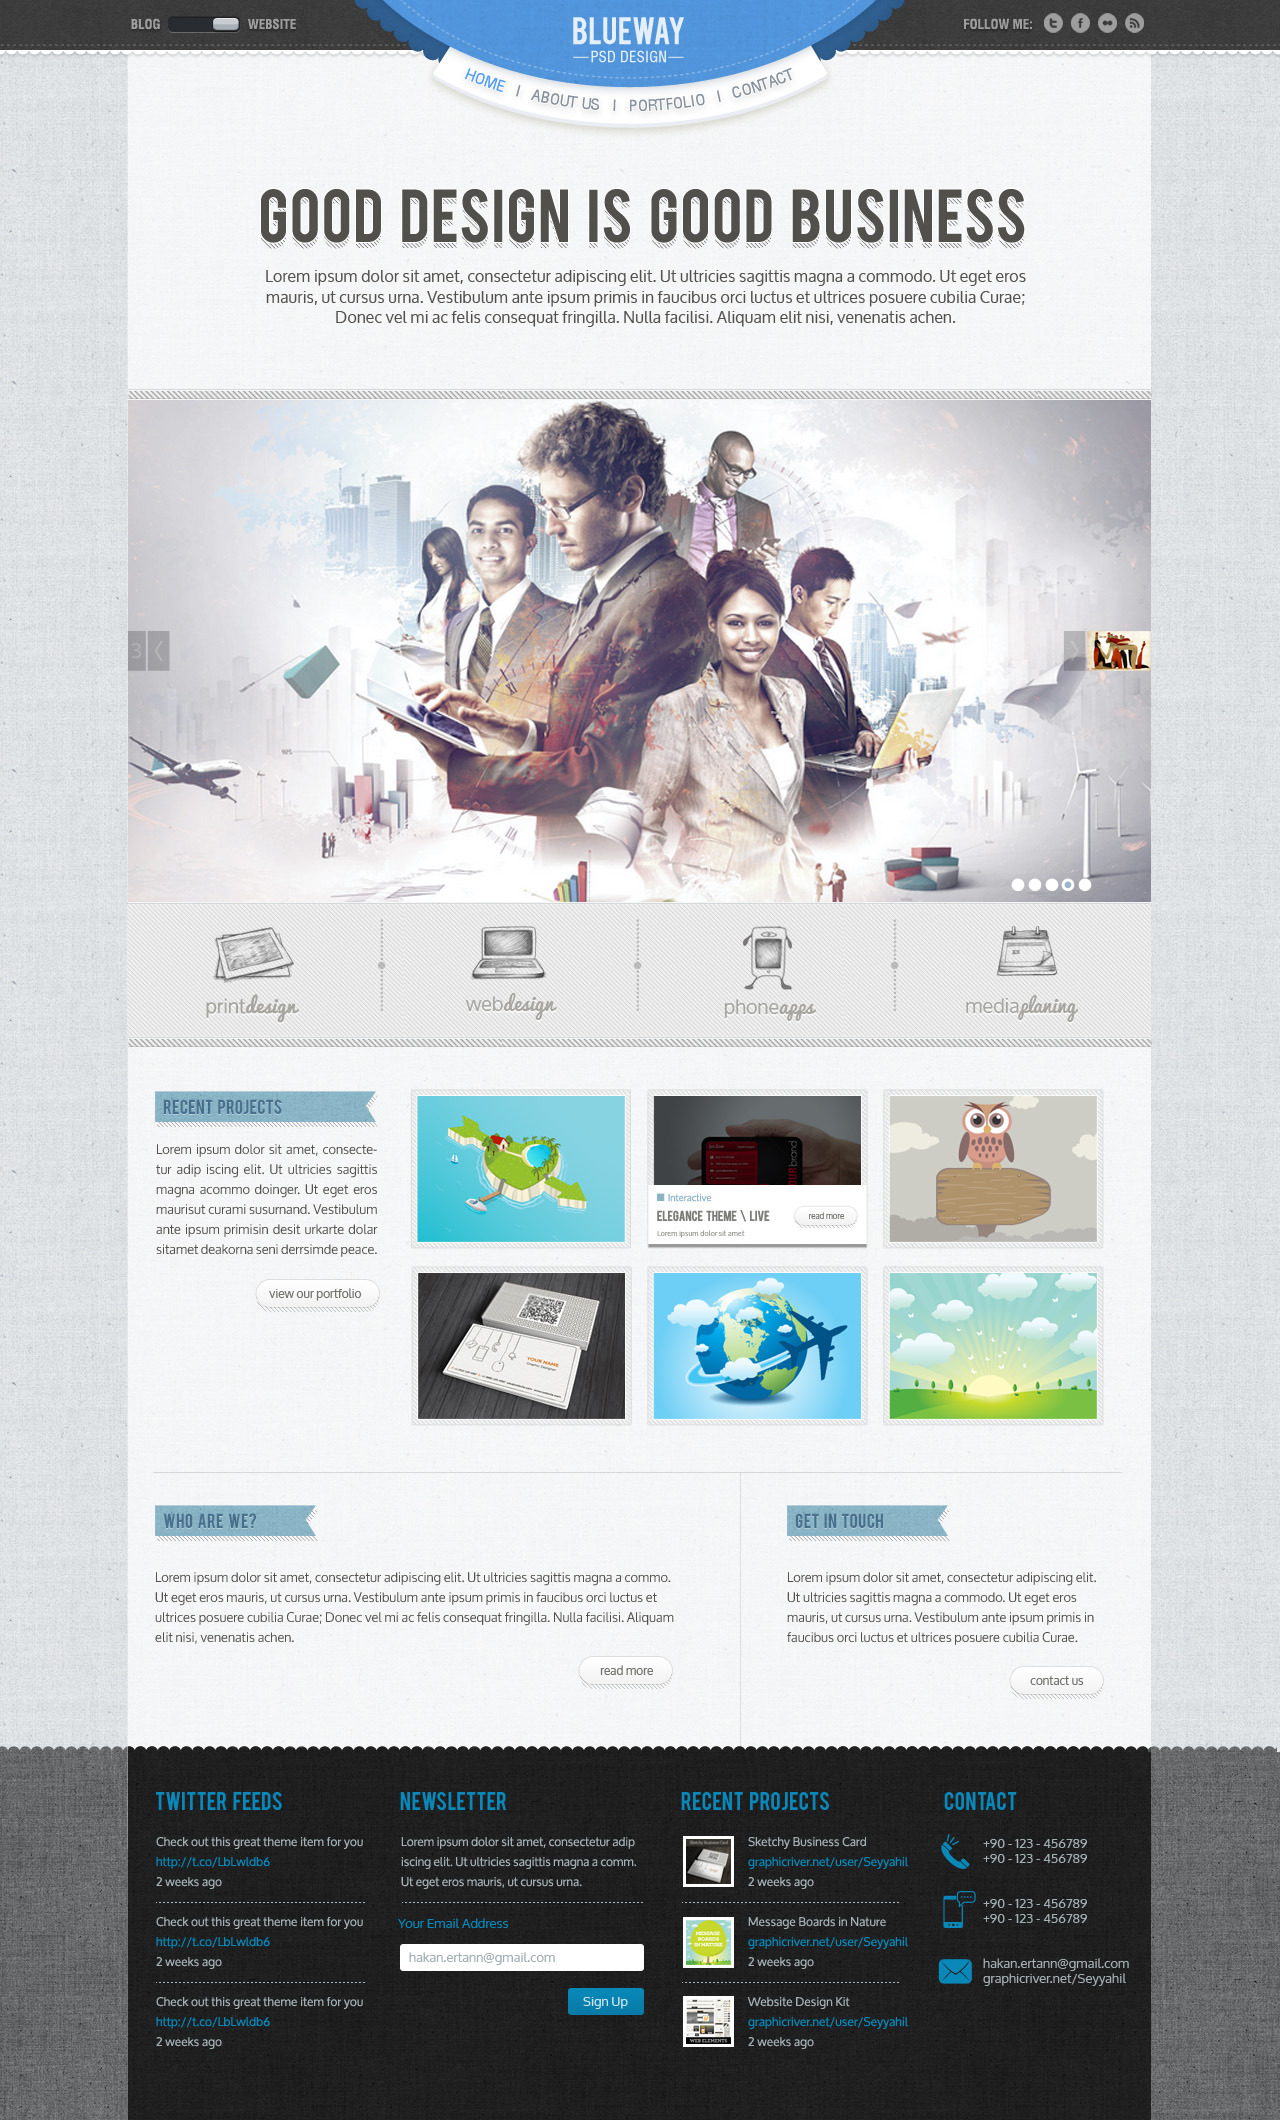 BLOG
WEBSITE
BLUEWAY
PSD DESIGN
FOLLOW ME:
HOME | ABOUT US | PORTFOLIO | CONTACT
GOOD DESIGN IS GOOD BUSINESS
Lorem ipsum dolor sit amet, consectetur adipiscing elit. Ut ultricies sagittis magna a commodo. Ut eget eros
mauris, ut cursus urna. Vestibulum ante ipsum primis in faucibus orci luctus et ultrices posuere cubilia Curae;
Donec vel mi ac felis consequat fringilla. Nulla facilisi. Aliquam elit nisi, venenatis achen.
3
printdesign
webdesign
phoneapps
mediaplaning
RECENT PROJECTS
Lorem ipsum dolor sit amet, consecte-
tur adip iscing elit. Ut ultricies sagittis
magna acommo doinger. Ut eget eros
maurisut curami susurnand. Vestibulum
ante ipsum primisin desit urkarte dolar
sitamet deakorna seni derrsimde peace.
view our portfolio
brand
Interactive
ELEGANCE THEME \ LIVE
Lorem ipsum dolor sit amet
read more
YOUR NAME
Graphic Designer
WHO ARE WE?
Lorem ipsum dolor sit amet, consectetur adipiscing elit. Ut ultricies sagittis magna a commo.
Ut eget eros mauris, ut cursus urna. Vestibulum ante ipsum primis in faucibus orci luctus et
ultrices posuere cubilia Curae; Donec vel mi ac felis consequat fringilla. Nulla facilisi. Aliquam
elit nisi, venenatis achen.
read more
GET IN TOUCH
Lorem ipsum dolor sit amet, consectetur adipiscing elit.
Ut ultricies sagittis magna a commodo. Ut eget eros
mauris, ut cursus urna. Vestibulum ante ipsum primis in
faucibus orci luctus et ultrices posuere cubilia Curae.
contact us
TWITTER FEEDS
Check out this great theme item for you
http://t.co/LbLwldb6
2 weeks ago
Check out this great theme item for you
http://t.co/LbLwldb6
2 weeks ago
Check out this great theme item for you
http://t.co/LbLwldb6
2 weeks ago
NEWSLETTER
Lorem ipsum dolor sit amet, consectetur adip
iscing elit. Ut ultricies sagittis magna a comm.
Ut eget eros mauris, ut cursus urna.
Your Email Address
hakan.ertann@gmail.com
Sign Up
RECENT PROJECTS
Sketchy Business Card
Sketchy Business Card
graphicriver.net/user/Seyyahil
2 weeks ago
MESSAGE
BOARDS
IN NATURE
Message Boards in Nature
graphicriver.net/user/Seyyahil
2 weeks ago
WEB ELEMENTS
Website Design Kit
graphicriver.net/user/Seyyahil
2 weeks ago
CONTACT
+90 - 123 - 456789
+90 - 123 - 456789
+90 - 123 - 456789
+90 - 123 - 456789
hakan.ertann@gmail.com
graphicriver.net/Seyyahil